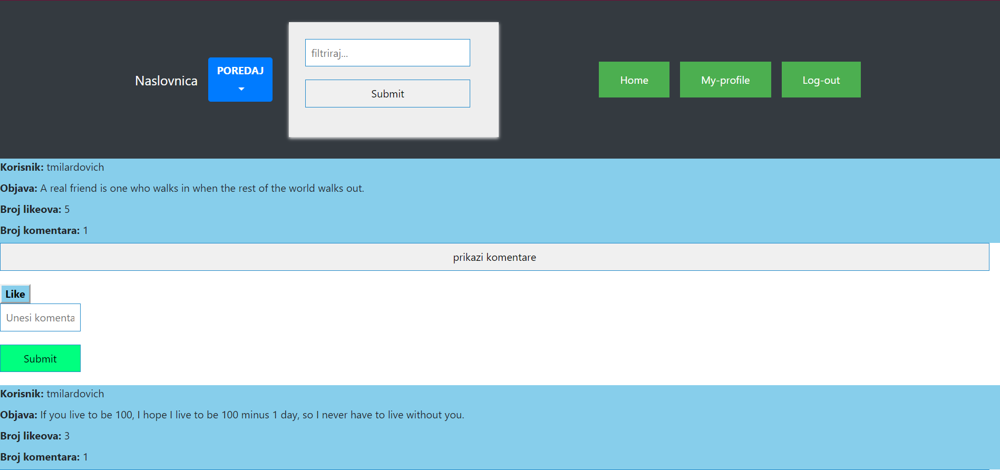 Naslovnica
POREDAJ
filtriraj...
Submit
Home
My-profile
Log-out
Korisnik: tmilardovich
Objava: A real friend is one who walks in when the rest of the world walks out.
Broj likeova: 5
Broj komentara: 1
prikazi komentare
Like
Unesi komenta
Submit
Korisnik: tmilardovich
Objava: If you live to be 100, I hope I live to be 100 minus 1 day, so I never have to live without you.
Broj likeova: 3
Broj komentara: 1